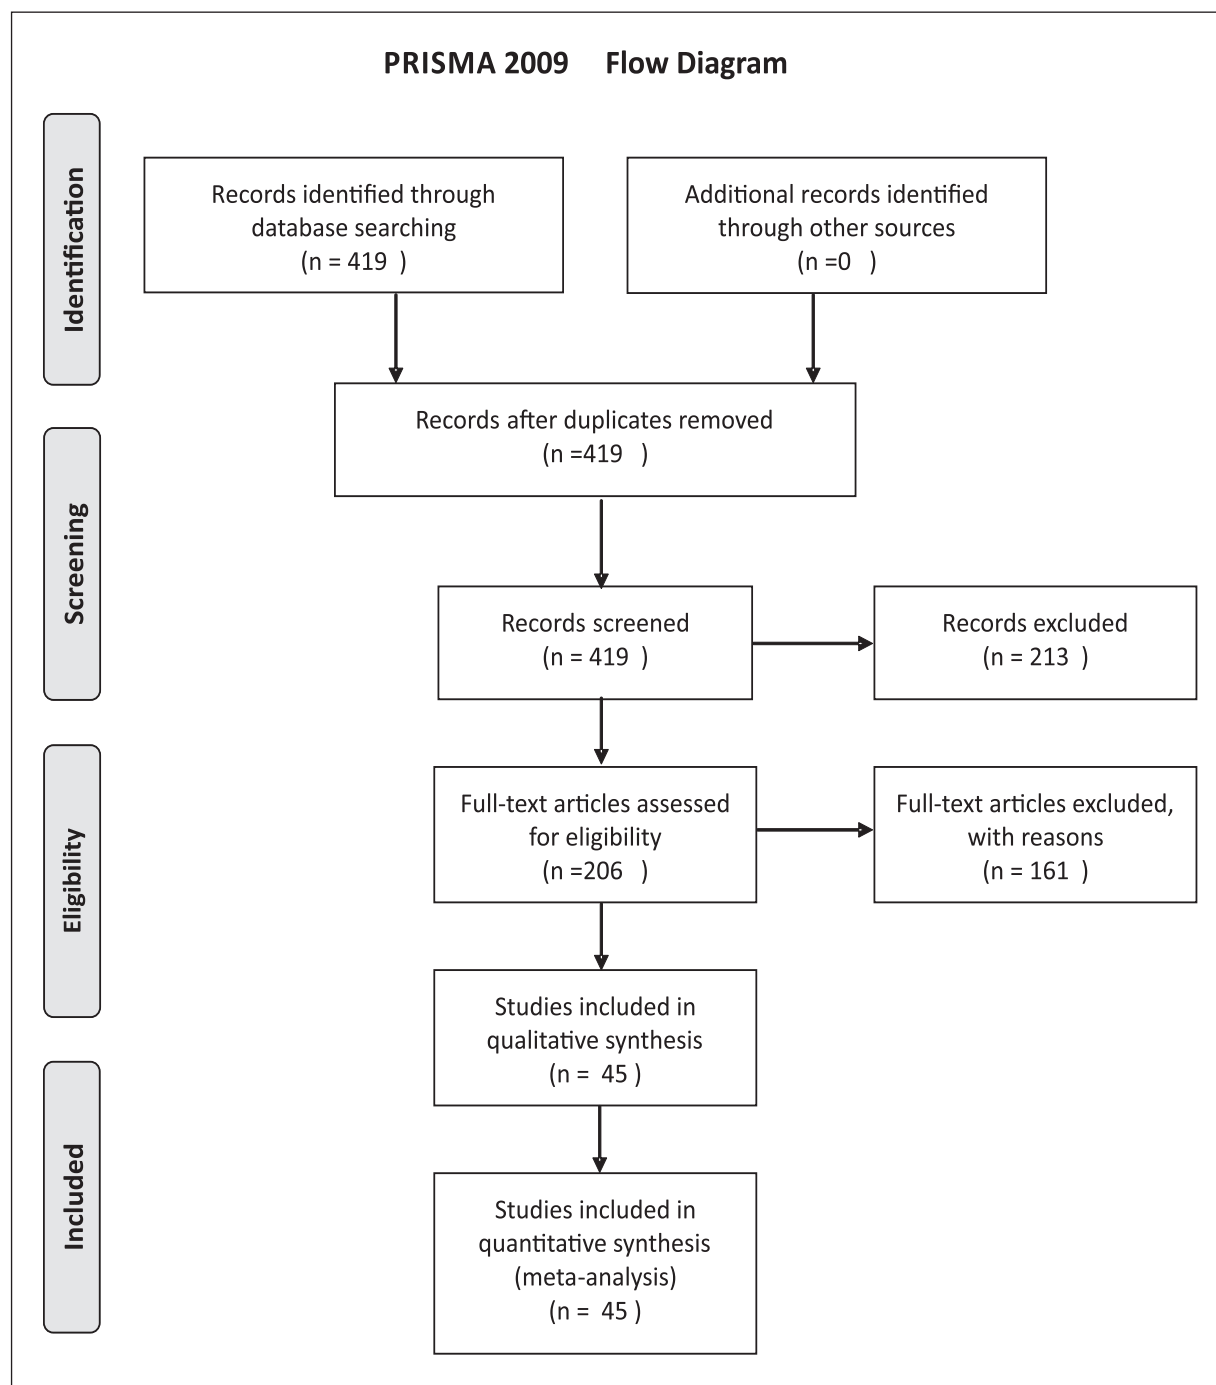 PRISMA 2009 Flow Diagram
Identification
Records identified through
database searching
(n = 419 )
Additional records identified
through other sources
(n =0 )
Records after duplicates removed
(n =419 )
Screening
Records screened
(n = 419 )
Records excluded
(n = 213 )
Eligibility
Full-text articles assessed
for eligibility
(n =206 )
Full-text articles excluded,
with reasons
(n = 161 )
Studies included in
qualitative synthesis
(n = 45 )
Included
Studies included in
quantitative synthesis
(meta-analysis)
(n = 45 )